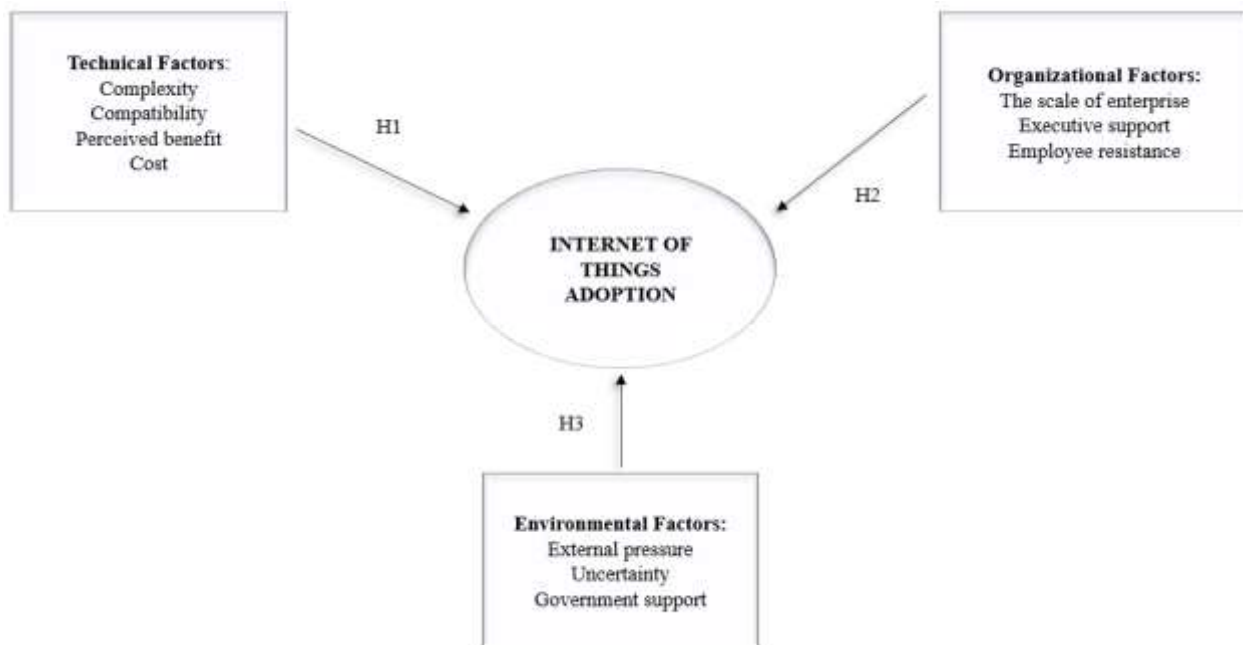 Technical Factors:
Complexity
Compatibility
Perceived benefit
Cost
H1
Organizational Factors:
The scale of enterprise
Executive support
Employee resistance
H2
INTERNET OF
THINGS
ADOPTION
H3
Environmental Factors:
External pressure
Uncertainty
Government support